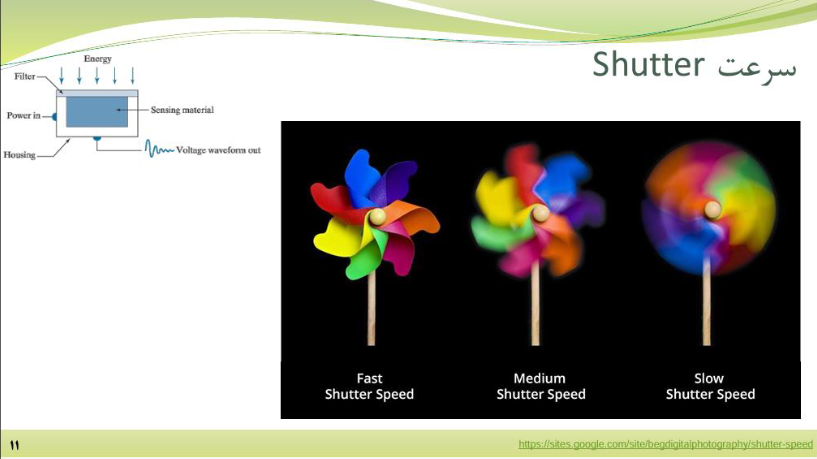 سرعت Shutter
Energy
Filter
Power in
Sensing material
Housing
Voltage waveform out
Fast
Shutter Speed
Medium
Shutter Speed
Slow
Shutter Speed
۱۱
https://sites.google.com/site/begdigitalphotography/shutter-speed